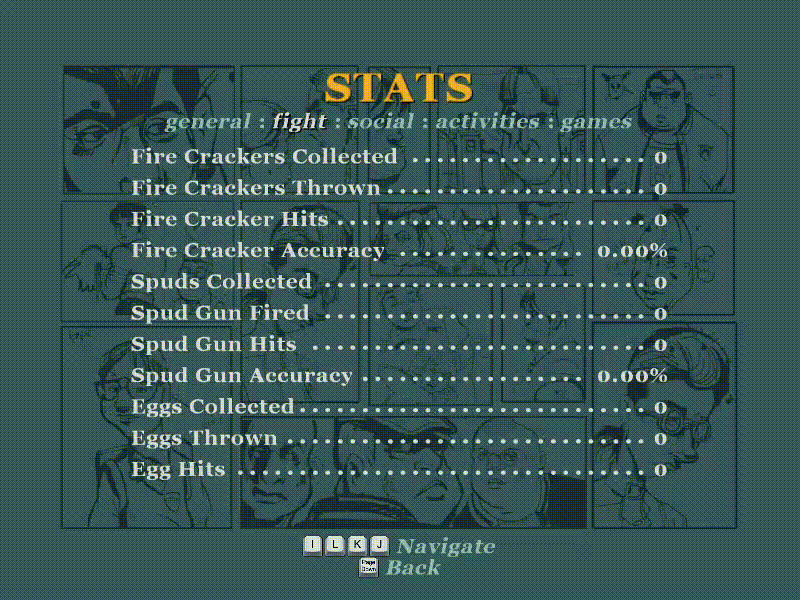 STATS
general : fight : social : activities : games
Fire Crackers Collected .................... 0
Fire Crackers Thrown ...................... 0
Fire Cracker Hits .......................... 0
Fire Cracker Accuracy ................ 0.00%
Spuds Collected ........................... 0
Spud Gun Fired ........................... 0
Spud Gun Hits ............................ 0
Spud Gun Accuracy ................... 0.00%
Eggs Collected ............................. 0
Eggs Thrown .............................. 0
Egg Hits .................................. 0
I L K J Navigate
Page Down Back